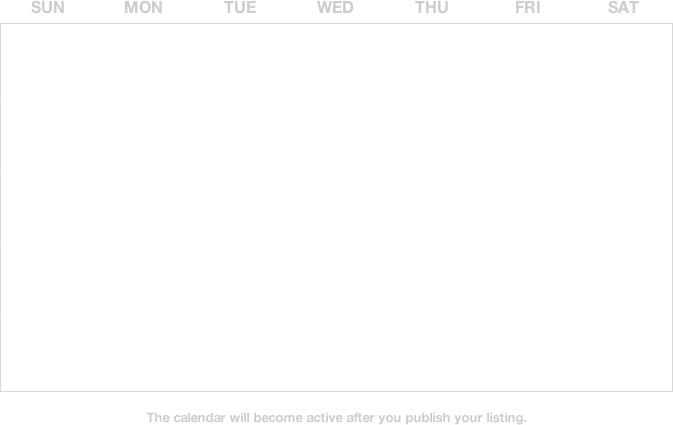 SUN MON TUE WED THU FRI SAT
The calendar will become active after you publish your listing.